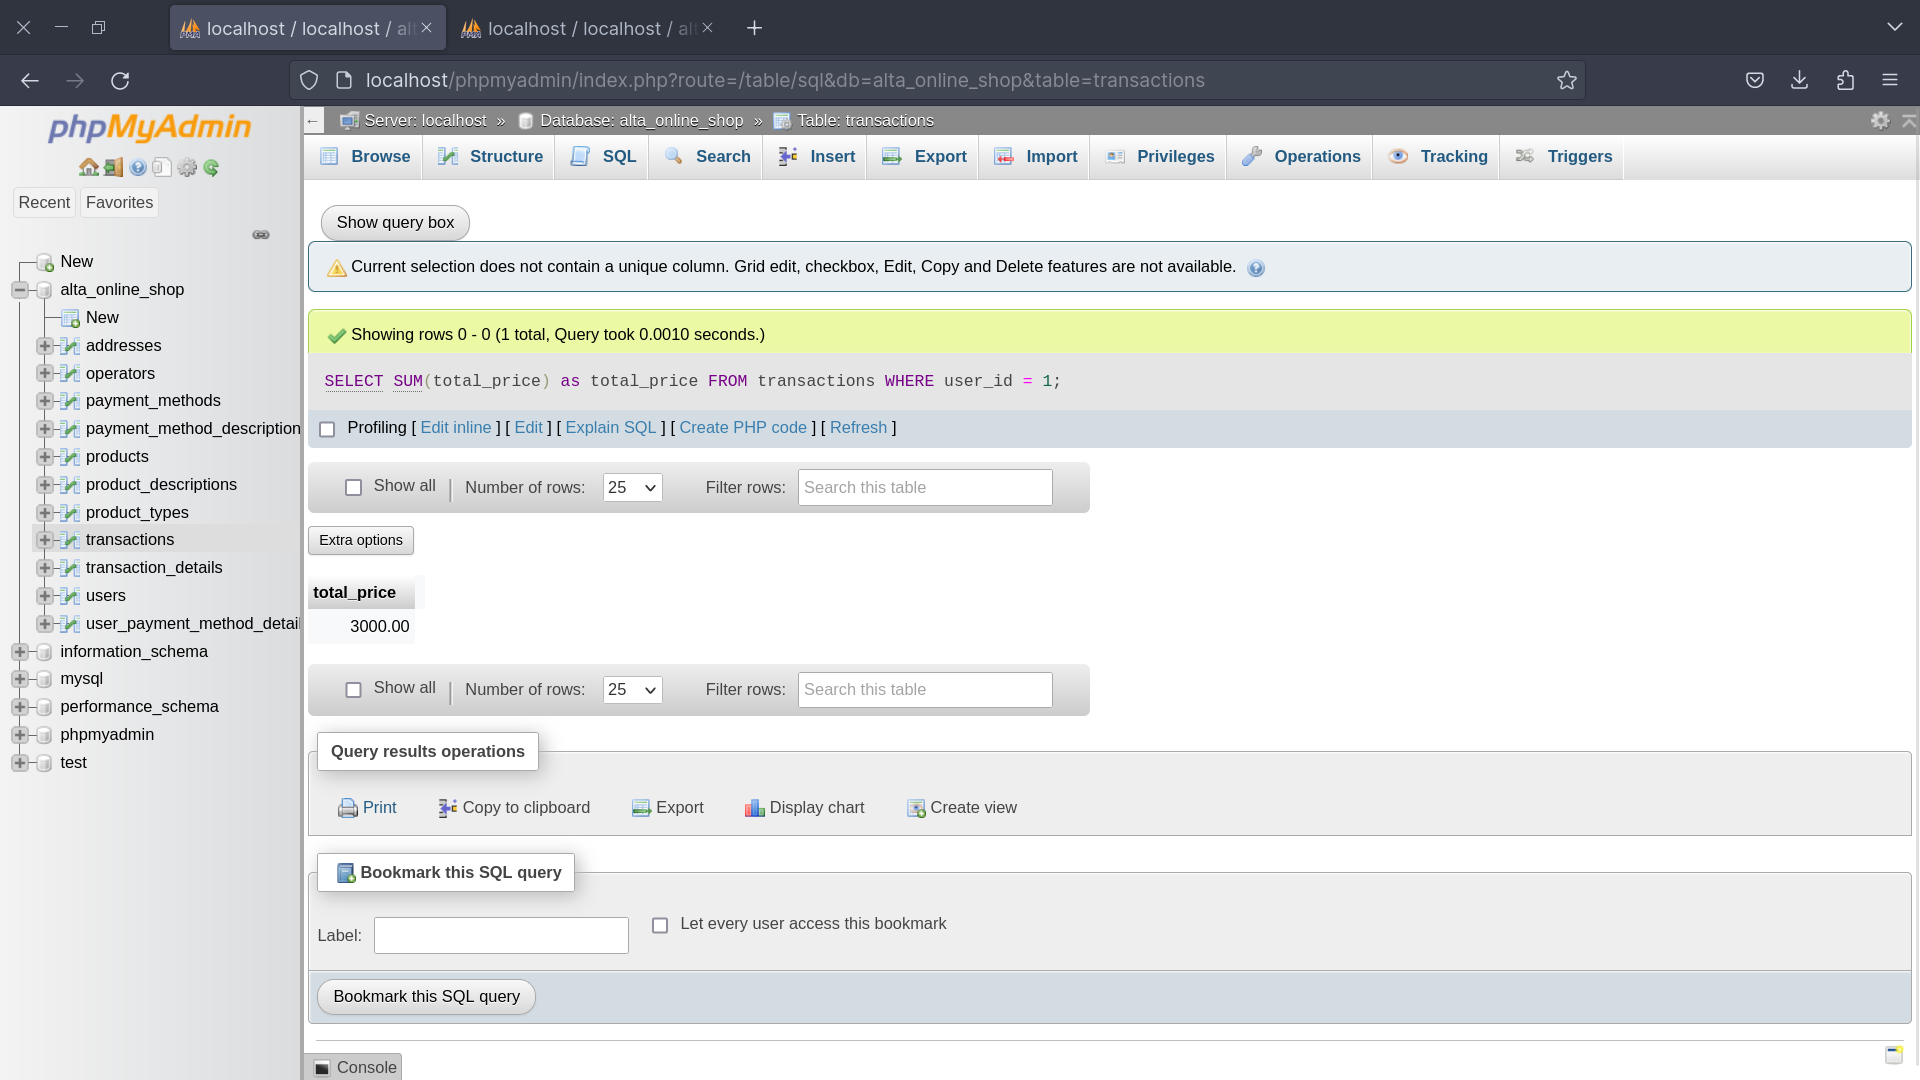 localhost / localhost / alt
localhost / localhost / alt
localhost/phpmyadmin/index.php?route=/table/sql&db=alta_online_shop&table=transactions
phpMyAdmin
Recent
Favorites
New
alta_online_shop
New
addresses
operators
payment_methods
payment_method_description
products
product_descriptions
product_types
transactions
transaction_details
users
user_payment_method_detai
information_schema
mysql
performance_schema
phpmyadmin
test
← Server: localhost » Database: alta_online_shop » Table: transactions
Browse Structure SQL Search Insert Export Import Privileges Operations Tracking Triggers
Show query box
Current selection does not contain a unique column. Grid edit, checkbox, Edit, Copy and Delete features are not available.
Showing rows 0 - 0 (1 total, Query took 0.0010 seconds.)
SELECT SUM(total_price) as total_price FROM transactions WHERE user_id = 1;
Profiling [ Edit inline ] [ Edit ] [ Explain SQL ] [ Create PHP code ] [ Refresh ]
Show all | Number of rows: 25 Filter rows: Search this table
Extra options
total_price
3000.00
Show all | Number of rows: 25 Filter rows: Search this table
Query results operations
Print Copy to clipboard Export Display chart Create view
Bookmark this SQL query
Label: Let every user access this bookmark
Bookmark this SQL query
Console